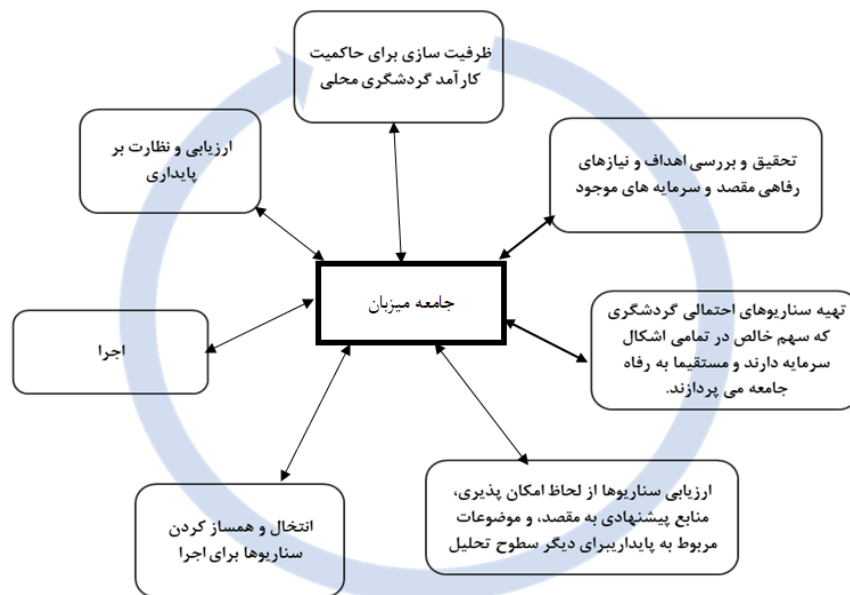 ظرفیت سازی برای حاکمیت
کارآمد گردشگری محلی
تحقیق و بررسی اهداف و نیازهای
رفاهی مقصد و سرمایه های موجود
تهیه سناریوهای احتمالی گردشگری
که سهم خالص در تمامی اشکال
سرمایه دارند و مستقیما به رفاه
جامعه می پردازند.
ارزیابی سناریوها از لحاظ امکان پذیری،
منابع پیشنهادی به مقصد، و موضوعات
مربوط به پایداریبرای دیگر سطوح تحلیل
انتخال و همساز کردن
سناریوها برای اجرا
اجرا
ارزیابی و نظارت بر
پایداری
جامعه میزبان